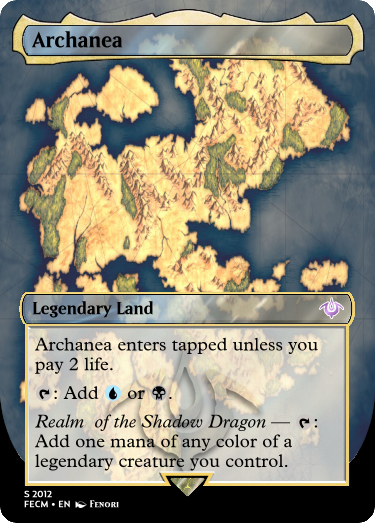 Archanea
Legendary Land
Archanea enters tapped unless you
pay 2 life.
: Add or .
Realm of the Shadow Dragon — :
Add one mana of any color of a
legendary creature you control.
S 2012
FECM • EN Fenori